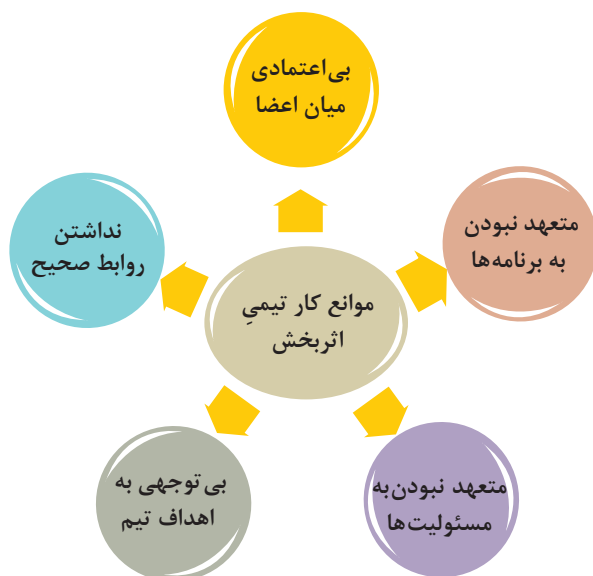 بی‌اعتمادی
میان اعضا
متعهد نبودن
به برنامه‌ها
نداشتن
روابط صحیح
موانع کار تیمیِ
اثربخش
متعهد نبودن‌به
مسئولیت‌ها
بی‌توجهی به
اهداف تیم